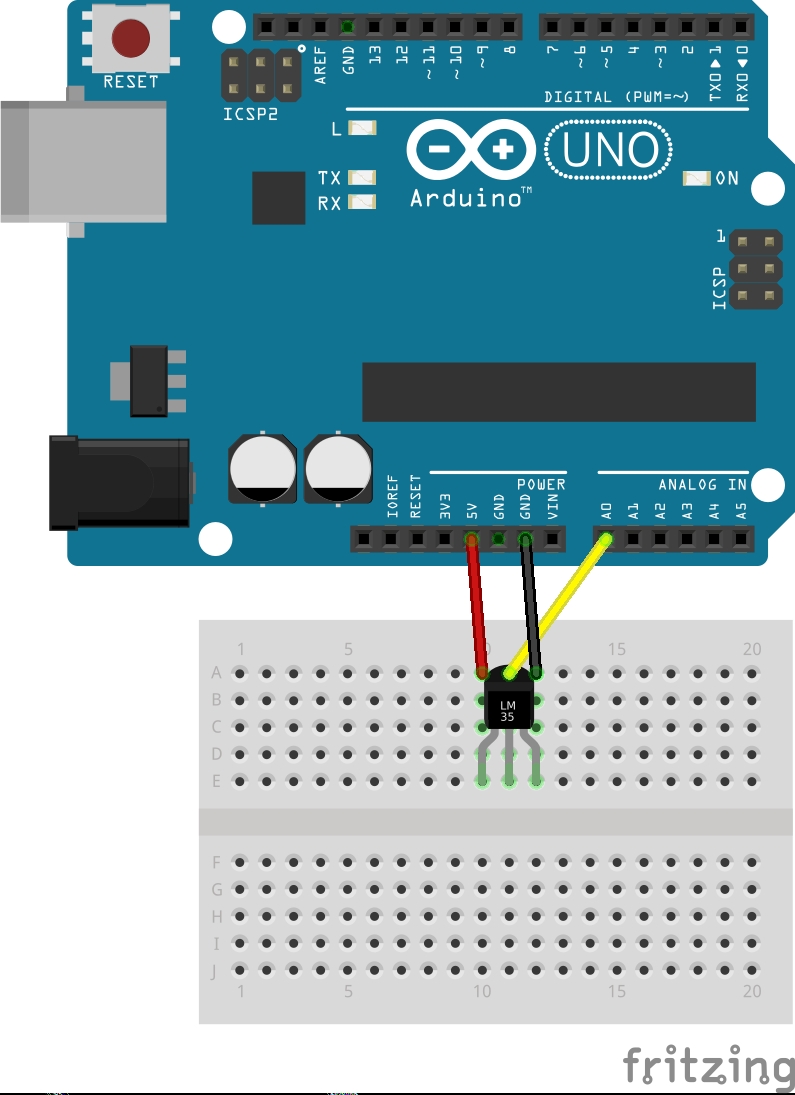 RESET
ICSP2
AREF
GND
13
12
~11
~10
~9
8
7
~6
~5
4
~3
2
TX0▶1
RX0◀0
DIGITAL (PWM=~)
L
TX
RX
Arduino™
UNO
ON
1
ICSP
IOREF
RESET
3V3
5V
GND
GND
VIN
POWER
A0
A1
A2
A3
A4
A5
ANALOG IN
1 5 0 15 20
A
B
C
D
E
LM
35
F
G
H
I
J
1 5 10 15 20
fritzing